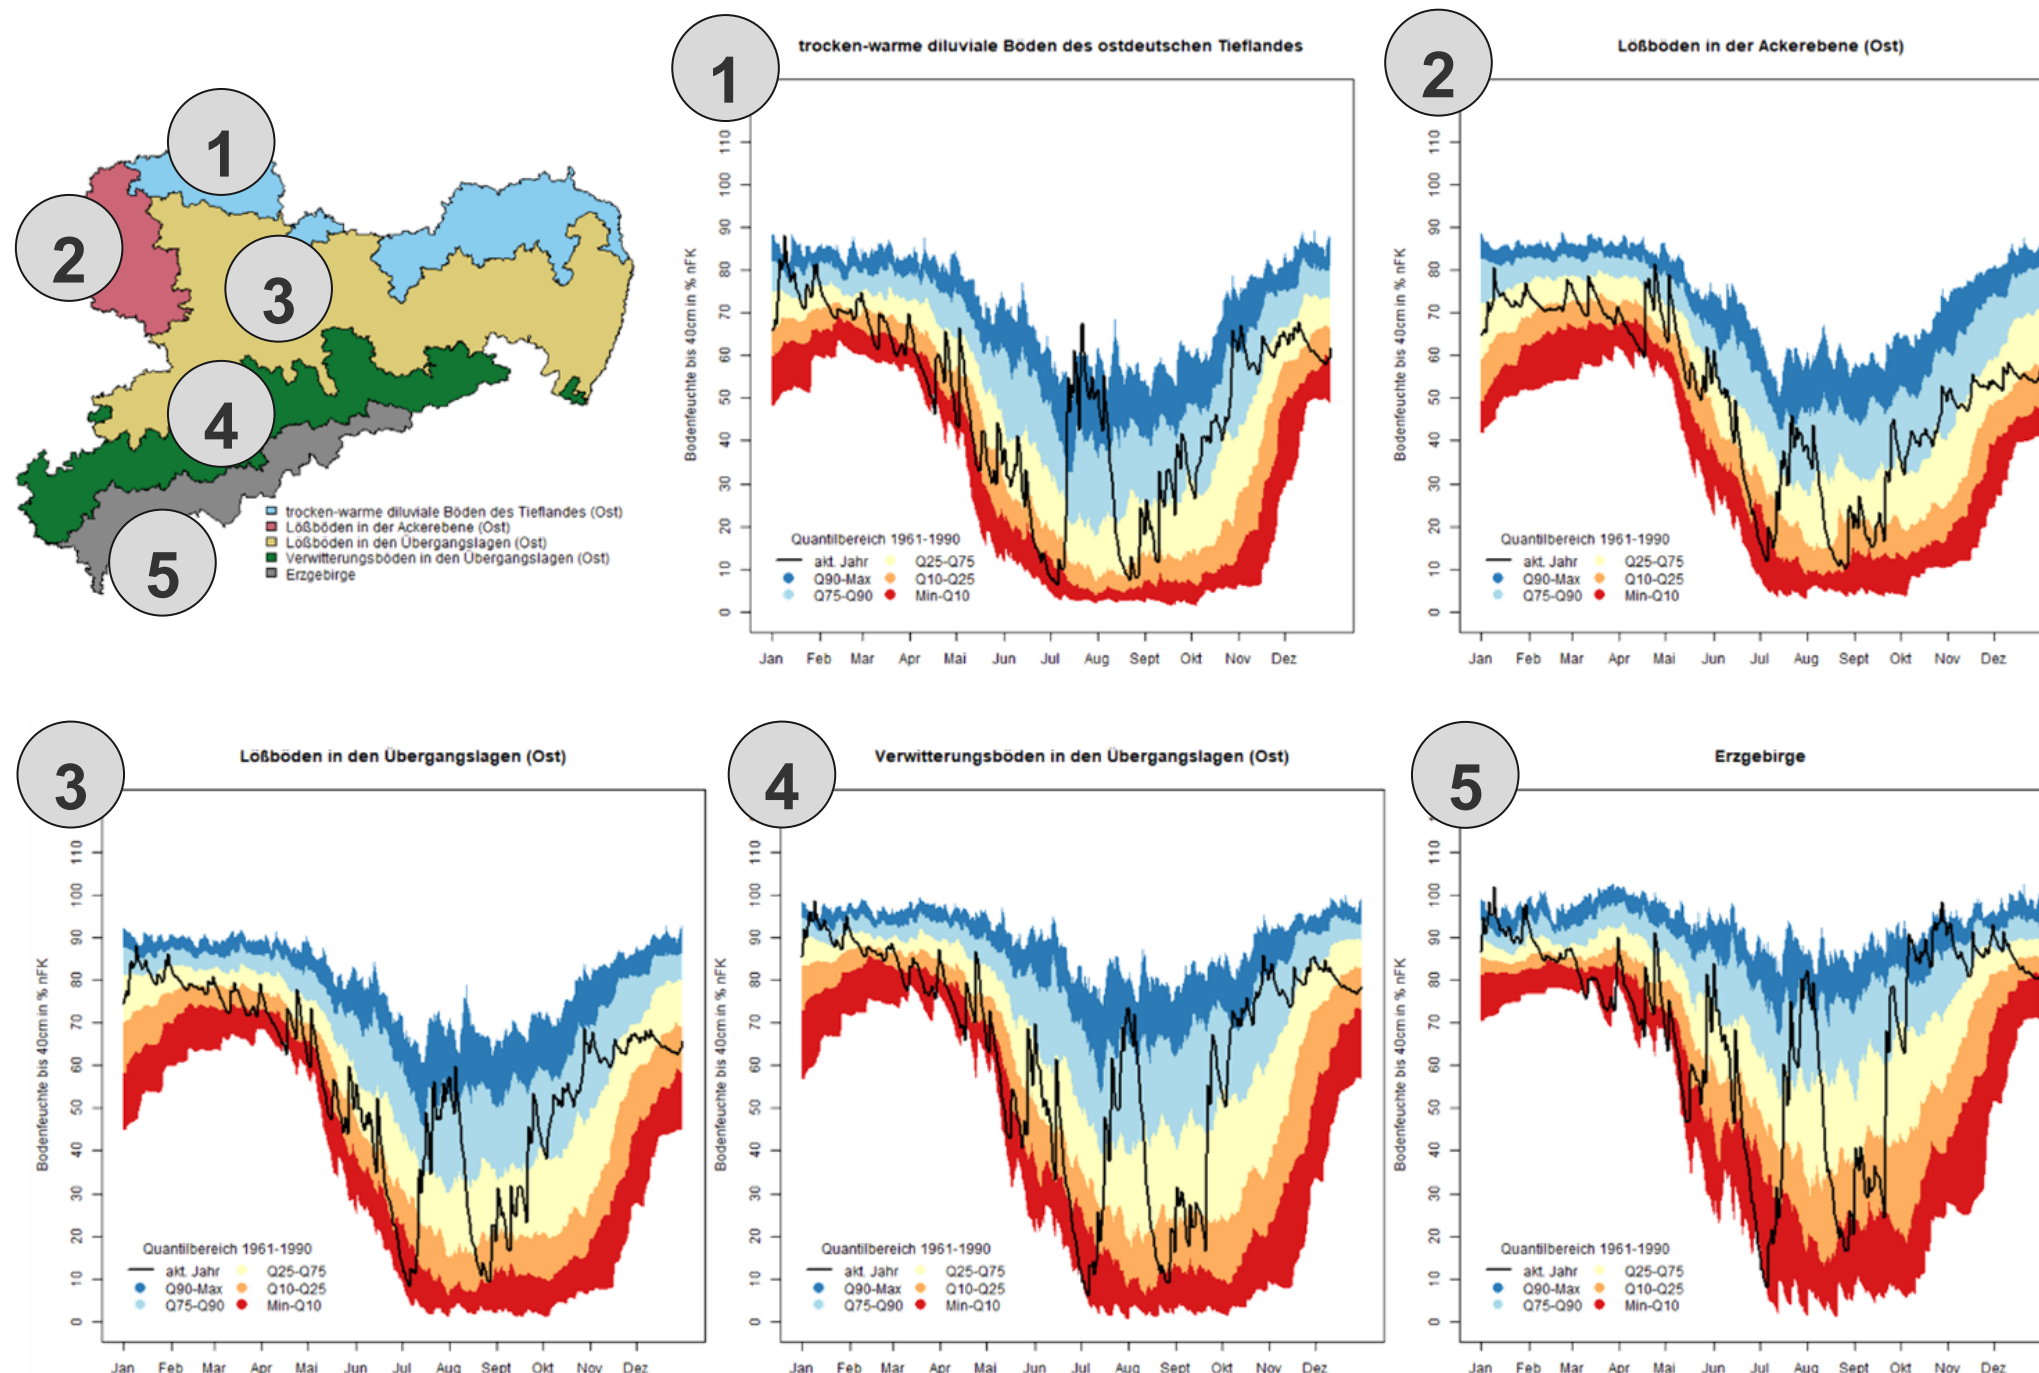 1
2
3
4
5
trocken-warme diluviale Böden des Tieflandes (Ost)
Lößböden in der Ackerebene (Ost)
Lößböden in den Übergangslagen (Ost)
Verwitterungsböden in den Übergangslagen (Ost)
Erzgebirge
1
trocken-warme diluviale Böden des ostdeutschen Tieflandes
Bodenfeuchte bis 40cm in % nFK
110
100
90
80
70
60
50
40
30
20
10
0
Quantilbereich 1961-1990
akt. Jahr Q25-Q75
Q90-Max Q10-Q25
Q75-Q90 Min-Q10
Jan Feb Mar Apr Mai Jun Jul Aug Sept Okt Nov Dez
2
Lößböden in der Ackerebene (Ost)
Bodenfeuchte bis 40cm in % nFK
110
100
90
80
70
60
50
40
30
20
10
0
Quantilbereich 1961-1990
akt. Jahr Q25-Q75
Q90-Max Q10-Q25
Q75-Q90 Min-Q10
Jan Feb Mar Apr Mai Jun Jul Aug Sept Okt Nov Dez
3
Lößböden in den Übergangslagen (Ost)
Bodenfeuchte bis 40cm in % nFK
110
100
90
80
70
60
50
40
30
20
10
0
Quantilbereich 1961-1990
akt. Jahr Q25-Q75
Q90-Max Q10-Q25
Q75-Q90 Min-Q10
Jan Feb Mar Apr Mai Jun Jul Aug Sept Okt Nov Dez
4
Verwitterungsböden in den Übergangslagen (Ost)
Bodenfeuchte bis 40cm in % nFK
110
100
90
80
70
60
50
40
30
20
10
0
Quantilbereich 1961-1990
akt. Jahr Q25-Q75
Q90-Max Q10-Q25
Q75-Q90 Min-Q10
Jan Feb Mar Apr Mai Jun Jul Aug Sept Okt Nov Dez
5
Erzgebirge
Bodenfeuchte bis 40cm in % nFK
110
100
90
80
70
60
50
40
30
20
10
0
Quantilbereich 1961-1990
akt. Jahr Q25-Q75
Q90-Max Q10-Q25
Q75-Q90 Min-Q10
Jan Feb Mar Apr Mai Jun Jul Aug Sept Okt Nov Dez